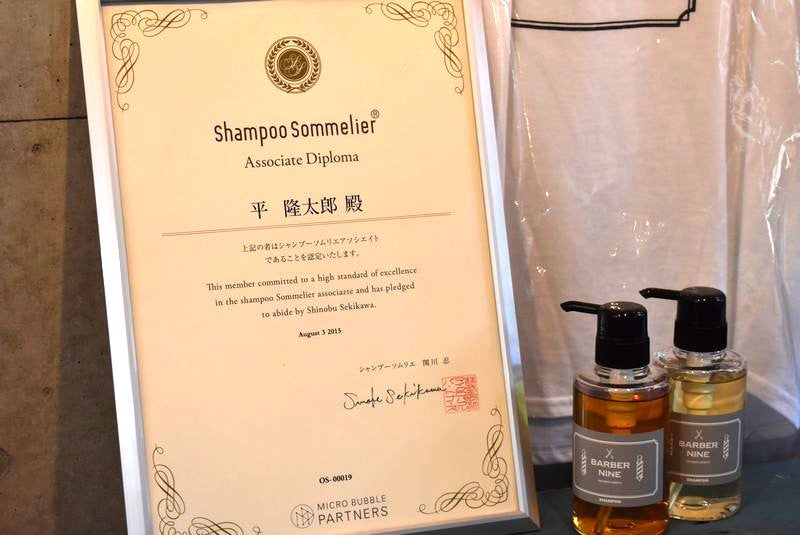 Shampoo Sommelier®
Associate Diploma
平 隆太郎 殿
上記の者はシャンプーソムリエアソシエイト
であることを認定いたします。
This member committed to a high standard of excellence
in the shampoo Sommelier associazte and has pledged
to abide by Shinobu Sekikawa.
August 3 2015
シャンプーソムリエ 関川 忍
OS-00019
MICRO BUBBLE
PARTNERS
BARBER
NINE
SHAMPOO
BARBER
NINE
SHAMPOO